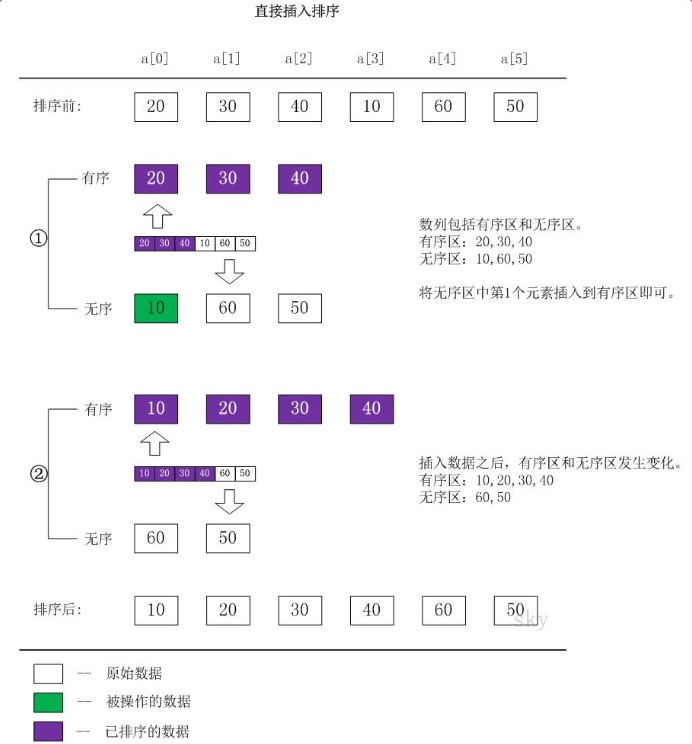 直接插入排序
a[0] a[1] a[2] a[3] a[4] a[5]
排序前: 20 30 40 10 60 50
有序 20 30 40
① 20 30 40 10 60 50
数列包括有序区和无序区。
有序区: 20,30,40
无序区: 10,60,50
将无序区中第1个元素插入到有序区即可。
无序 10 60 50
有序 10 20 30 40
② 10 20 30 40 60 50
插入数据之后，有序区和无序区发生变化。
有序区: 10,20,30,40
无序区: 60,50
无序 60 50
排序后: 10 20 30 40 60 50
sky
-- 原始数据
-- 被操作的数据
-- 已排序的数据